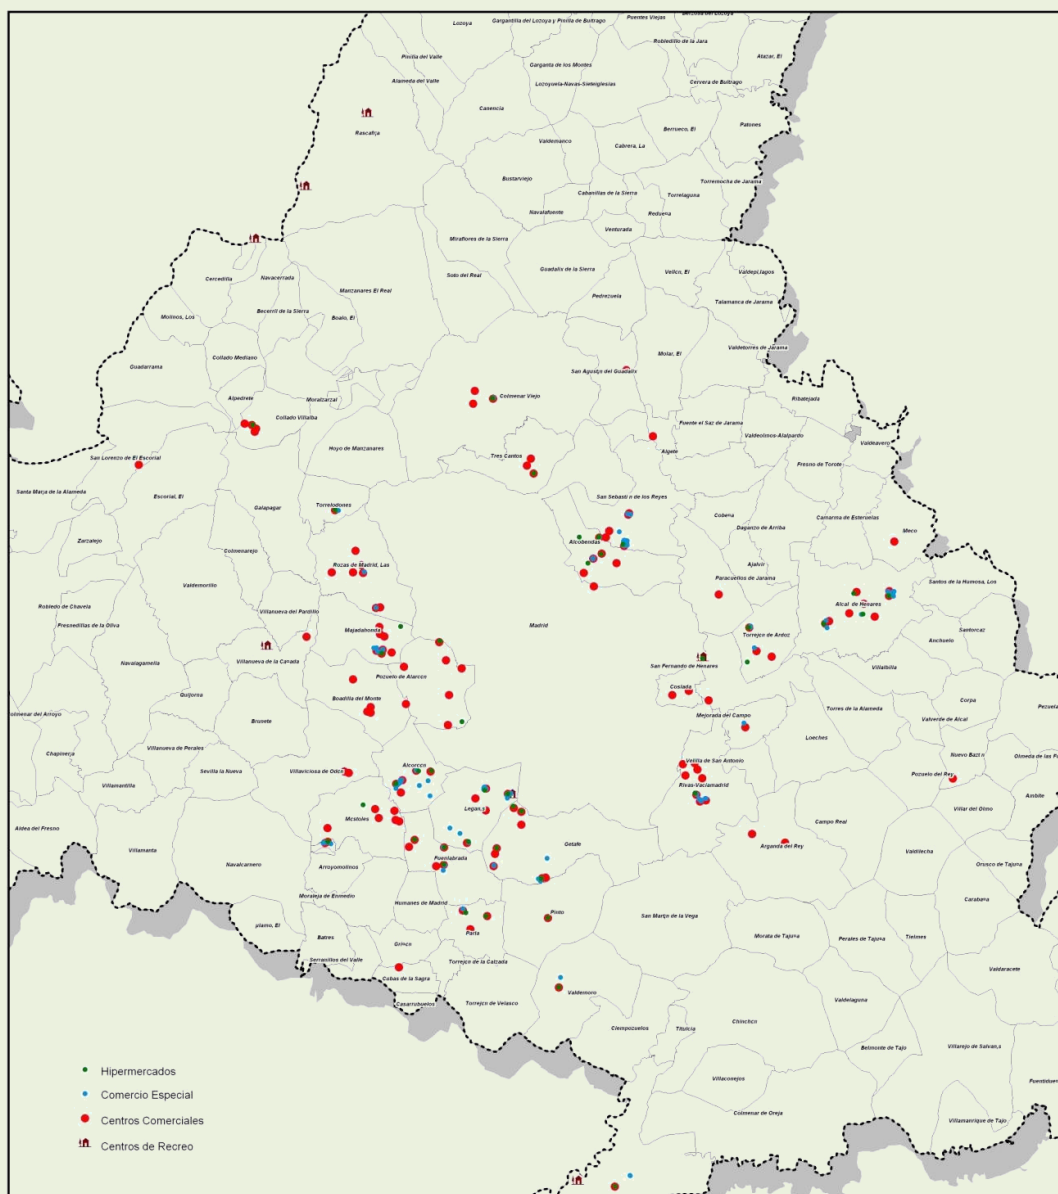 Lozoya
Gargantilla del Lozoya y Pinilla de Buitrago
Puentes Viejas
Robledillo de la Jara
Pinilla del Valle
Garganta de los Montes
Atazar, El
Alameda del Valle
Lozoyuela-Navas-Sieteiglesias
Cervera de Buitrago
Canencia
Patones
Rascafría
Berrueco, El
Valdemanco
Cabrera, La
Bustarviejo
Torremocha de Jarama
Cabanillas de la Sierra
Torrelaguna
Navalafuente
Redueña
Venturada
Miraflores de la Sierra
Cercedilla
Navacerrada
Soto del Real
Guadalix de la Sierra
Vellón, El
Valdepiélagos
Manzanares El Real
Pedrezuela
Talamanca de Jarama
Becerril de la Sierra
Molinos, Los
Boalo, El
Valdetorres de Jarama
Collado Mediano
Molar, El
Guadarrama
San Agustín del Guadalix
Alpedrete
Moralzarzal
Colmenar Viejo
Ribatejada
Collado Villalba
Fuente el Saz de Jarama
Valdeolmos-Alalpardo
Valdeavero
Hoyo de Manzanares
Algete
San Lorenzo de El Escorial
Tres Cantos
Fresno de Torote
Santa María de la Alameda
Escorial, El
San Sebastián de los Reyes
Galapagar
Torrelodones
Cobeña
Camarma de Esteruelas
Daganzo de Arriba
Meco
Zarzalejo
Alcobendas
Colmenarejo
Rozas de Madrid, Las
Ajalvir
Valdemorillo
Paracuellos de Jarama
Santos de la Humosa, Los
Robledo de Chavela
Villanueva del Pardillo
Alcal de Henares
Fresnedillas de la Oliva
Majadahonda
Madrid
Torrejón de Ardoz
Santorcaz
Anchuelo
Navalagamella
Villanueva de la Cañada
San Fernando de Henares
Villalbilla
Pozuelo de Alarcón
Quijorna
Boadilla del Monte
Coslada
Corpa
Colmenar del Arroyo
Brunete
Mejorada del Campo
Torres de la Alameda
Valverde de Alcal
Villanueva de Perales
Loeches
Chapinería
Nuevo Baztán
Alcorcón
Velilla de San Antonio
Villaviciosa de Odón
Sevilla la Nueva
Pozuelo del Rey
Villamantilla
Rivas-Vaciamadrid
Ambite
Leganés
Villar del Olmo
Móstoles
Campo Real
Aldea del Fresno
Getafe
Arganda del Rey
Villamanta
Valdilecha
Fuenlabrada
Navalcarnero
Arroyomolinos
Orusco de Tajuña
Moraleja de Enmedio
Carabaña
Humanes de Madrid
Pinto
San Martín de la Vega
Parla
Batres
Morata de Tajuña
Perales de Tajuña
Tielmes
Griñón
Serranillos del Valle
Torrejón de la Calzada
Valdaracete
Cubas de la Sagra
Valdemoro
Casarrubuelos
Torrejón de Velasco
Valdelaguna
Chinchón
Ciempozuelos
Titulcia
Belmonte de Tajo
Villarejo de Salvanés
Hipermercados
Villaconejos
Comercio Especial
Colmenar de Oreja
Centros Comerciales
Villamanrique de Tajo
Centros de Recreo